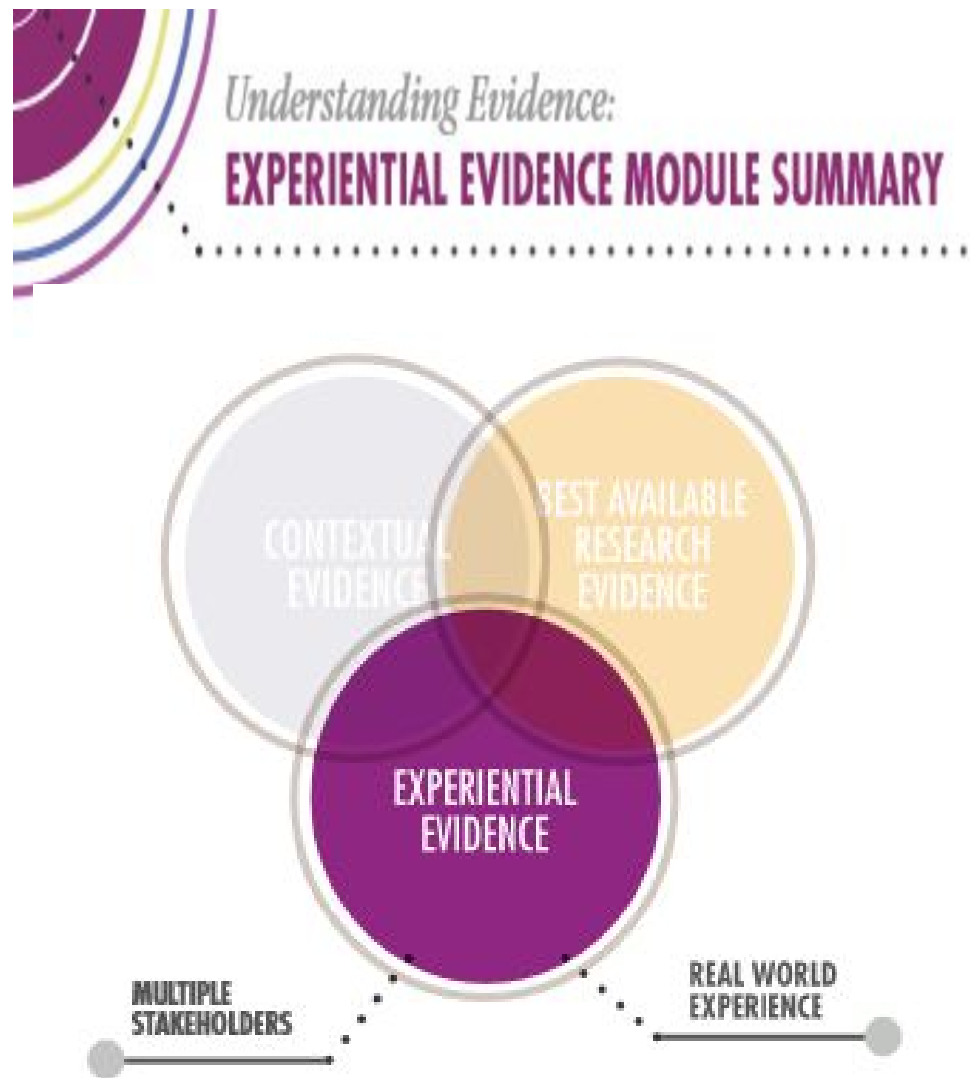 Understanding Evidence:
EXPERIENTIAL EVIDENCE MODULE SUMMARY
CONTEXTUAL
EVIDENCE
BEST AVAILABLE
RESEARCH
EVIDENCE
EXPERIENTIAL
EVIDENCE
MULTIPLE
STAKEHOLDERS
REAL WORLD
EXPERIENCE